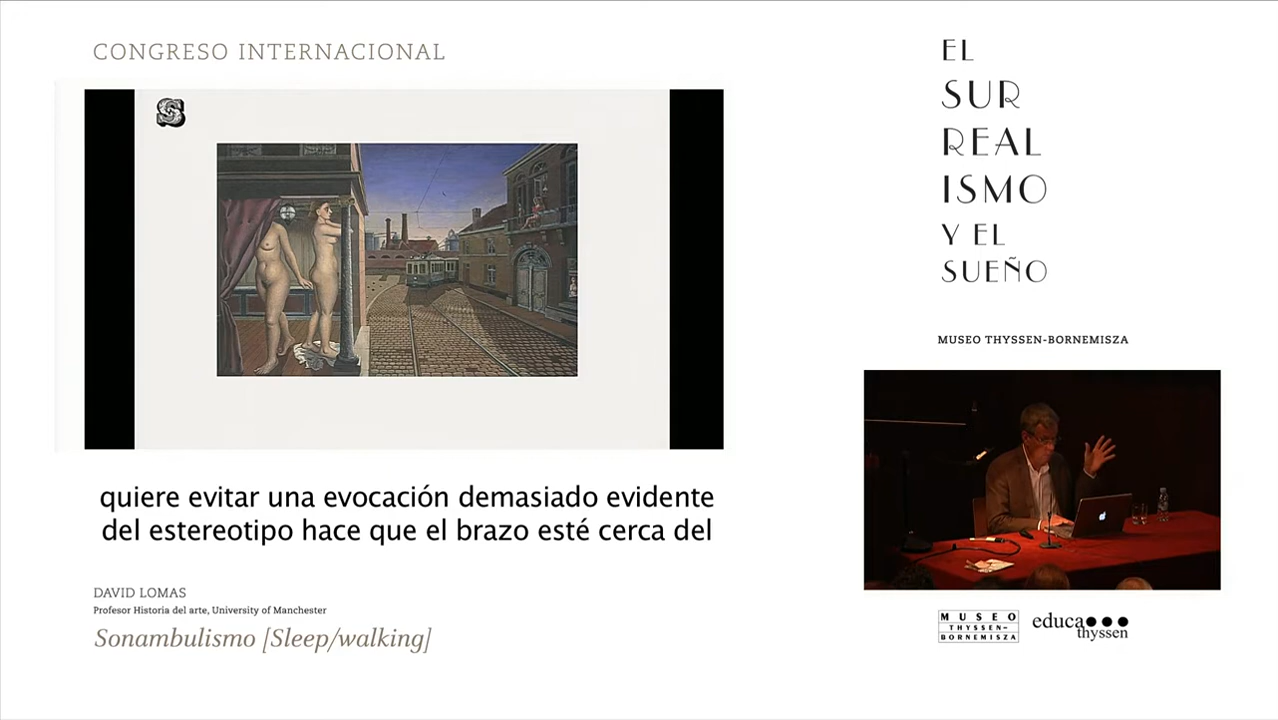 CONGRESO INTERNACIONAL
S
quiere evitar una evocación demasiado evidente
del estereotipo hace que el brazo esté cerca del
DAVID LOMAS
Profesor Historia del arte, University of Manchester
Sonambulismo [Sleep/walking]
EL
SUR
REAL
ISMO
Y EL
SUEÑO
MUSEO THYSSEN-BORNEMISZA
MUSEO
THYSSEN-
BORNEMISZA
educa
thyssen